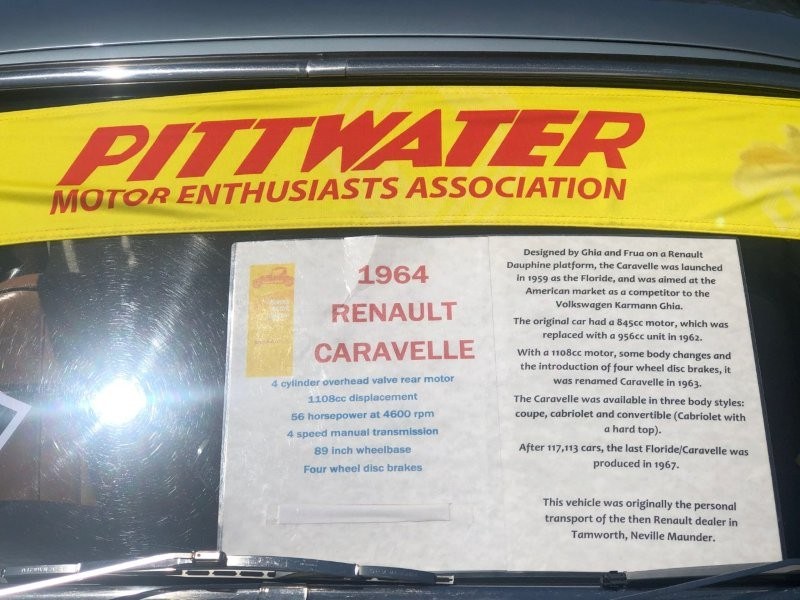 PITTWATER
MOTOR ENTHUSIASTS ASSOCIATION
1964
RENAULT
CARAVELLE
4 cylinder overhead valve rear motor
1108cc displacement
56 horsepower at 4600 rpm
4 speed manual transmission
89 inch wheelbase
Four wheel disc brakes
Designed by Ghia and Frua on a Renault
Dauphine platform, the Caravelle was launched
in 1959 as the Floride, and was aimed at the
American market as a competitor to the
Volkswagen Karmann Ghia.
The original car had a 845cc motor, which was
replaced with a 956cc unit in 1962.
With a 1108cc motor, some body changes and
the introduction of four wheel disc brakes, it
was renamed Caravelle in 1963.
The Caravelle was available in three body styles:
coupe, cabriolet and convertible (Cabriolet with
a hard top).
After 117,113 cars, the last Floride/Caravelle was
produced in 1967.
This vehicle was originally the personal
transport of the then Renault dealer in
Tamworth, Neville Maunder.